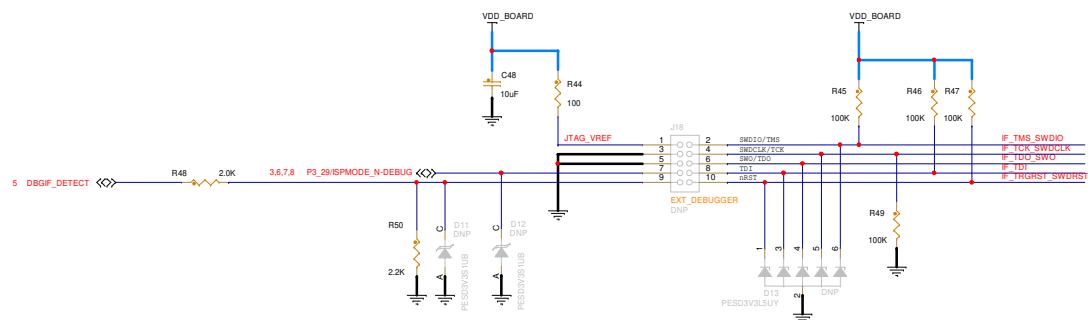 VDD_BOARD
VDD_BOARD
C48
10uF
R44
100
R45
100K
R46
100K
R47
100K
J18
JTAG_VREF
1
2
SWDIO/TMS
IF_TMS_SWDIO
3
4
SWDCLK/TCK
IF_TCK_SWDCLK
5
6
SWO/TDO
IF_TDO_SWO
3,6,7,8 P3_29/ISPMODE_N-DEBUG
7
8
TDI
IF_TDI
5 DBGIF_DETECT
R48
2.0K
9
10
nRST
IF_TRGRST_SWDRST
EXT_DEBUGGER
DNP
R50
2.2K
C
D11
DNP
A
PESD3V3S1UB
C
D12
DNP
A
PESD3V3S1UB
R49
100K
1
3
4
5
6
D13
2
DNP
PESD3V3L5UY